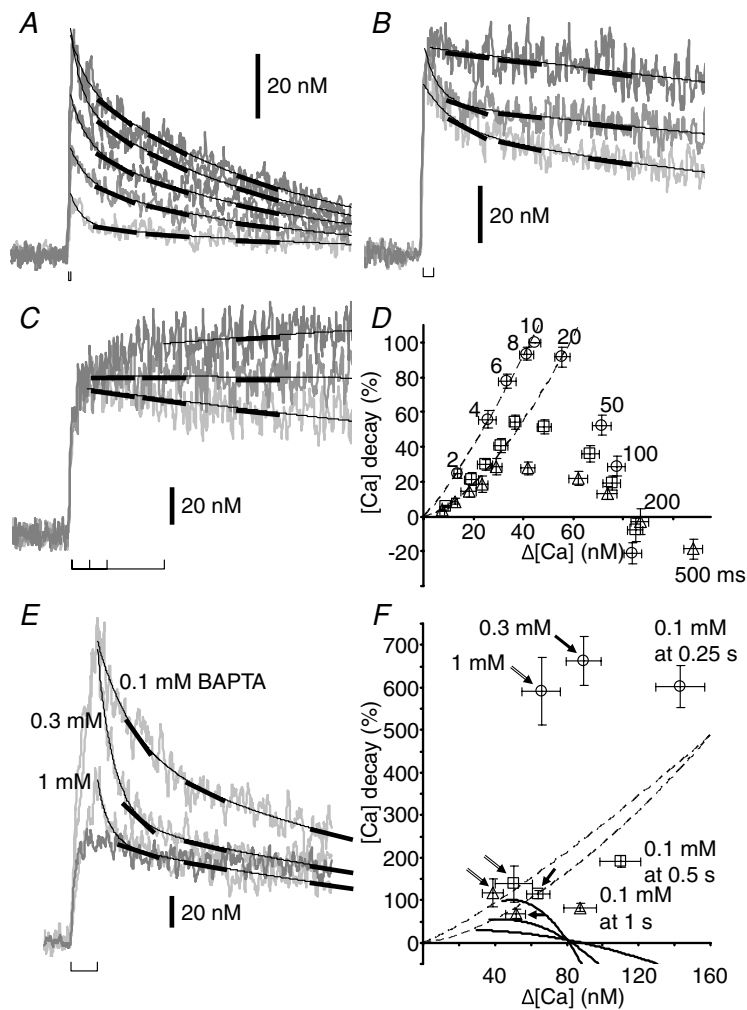 A
20 nM
B
20 nM
C
20 nM
D
[Ca] decay (%)
100
80
60
40
20
0
-20
2
4
6
8
10
20
50
100
200
500 ms
20
40
60
80
Δ[Ca] (nM)
E
0.1 mM BAPTA
0.3 mM
1 mM
20 nM
F
[Ca] decay (%)
700
600
500
400
300
200
100
0
0.3 mM
1 mM
0.1 mM
at 0.25 s
0.1 mM
at 0.5 s
0.1 mM
at 1 s
40
80
120
160
Δ[Ca] (nM)